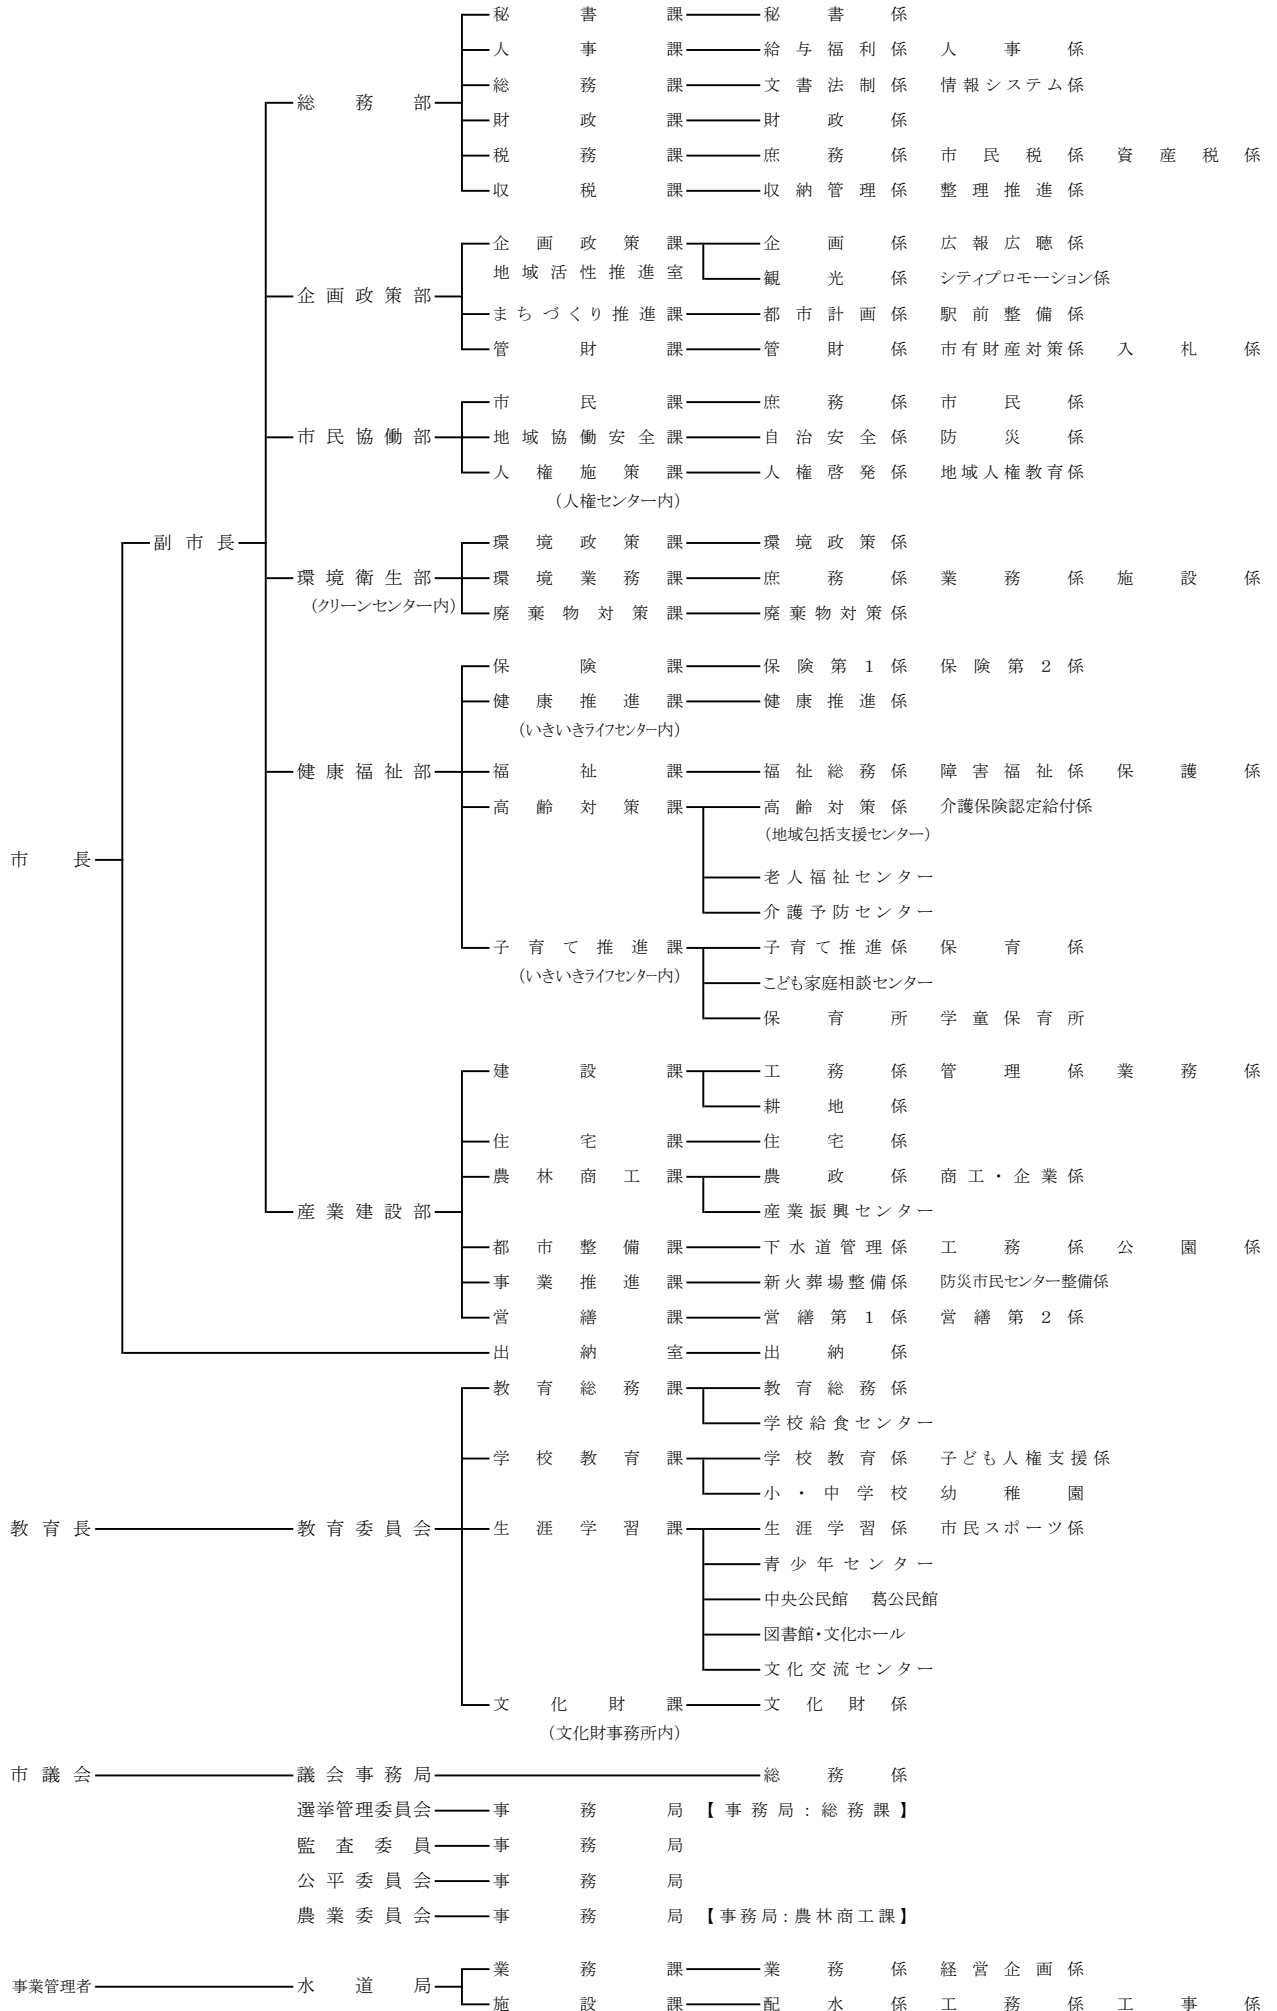 秘書課 秘書係
人事課 給与福利係 人事係
総務課 文書法制係 情報システム係
総務部
財政課 財政係
税務課 庶務係 市民税係 資産税係
収税課 収納管理係 整理推進係
企画政策課 企画係 広報広聴係
地域活性推進室 観光係 シティプロモーション係
企画政策部
まちづくり推進課 都市計画係 駅前整備係
管財課 管財係 市有財産対策係 入札係
市民課 庶務係 市民係
市民協働部 地域協働安全課 自治安全係 防災係
人権施策課 人権啓発係 地域人権教育係
(人権センター内)
副市長 環境政策課 環境政策係
環境衛生部 環境業務課 庶務係 業務係 施設係
(クリーンセンター内) 廃棄物対策課 廃棄物対策係
保険課 保険第1係 保険第2係
健康推進課 健康推進係
(いきいきライフセンター内)
健康福祉部 福祉課 福祉総務係 障害福祉係 保護係
高齢対策課 高齢対策係 介護保険認定給付係
(地域包括支援センター)
市長
老人福祉センター
介護予防センター
子育て推進課 子育て推進係 保育係
(いきいきライフセンター内) こども家庭相談センター
保育所 学童保育所
建設課 工務係 管理係 業務係
耕地係
住宅課 住宅係
農林商工課 農政係 商工・企業係
産業建設部 産業振興センター
都市整備課 下水道管理係 工務係 公園係
事業推進課 新火葬場整備係 防災市民センター整備係
営繕課 営繕第1係 営繕第2係
出納室 出納係
教育総務課 教育総務係
学校給食センター
学校教育課 学校教育係 子ども人権支援係
小・中学校 幼稚園
教育長 教育委員会 生涯学習課 生涯学習係 市民スポーツ係
青少年センター
中央公民館 葛公民館
図書館・文化ホール
文化交流センター
文化財課 文化財係
(文化財事務所内)
市議会 議会事務局 総務係
選挙管理委員会 事務局 【事務局:総務課】
監査委員 事務局
公平委員会 事務局
農業委員会 事務局 【事務局:農林商工課】
業務課 業務係 経営企画係
事業管理者 水道局
施設課 配水係 工務係 工事係